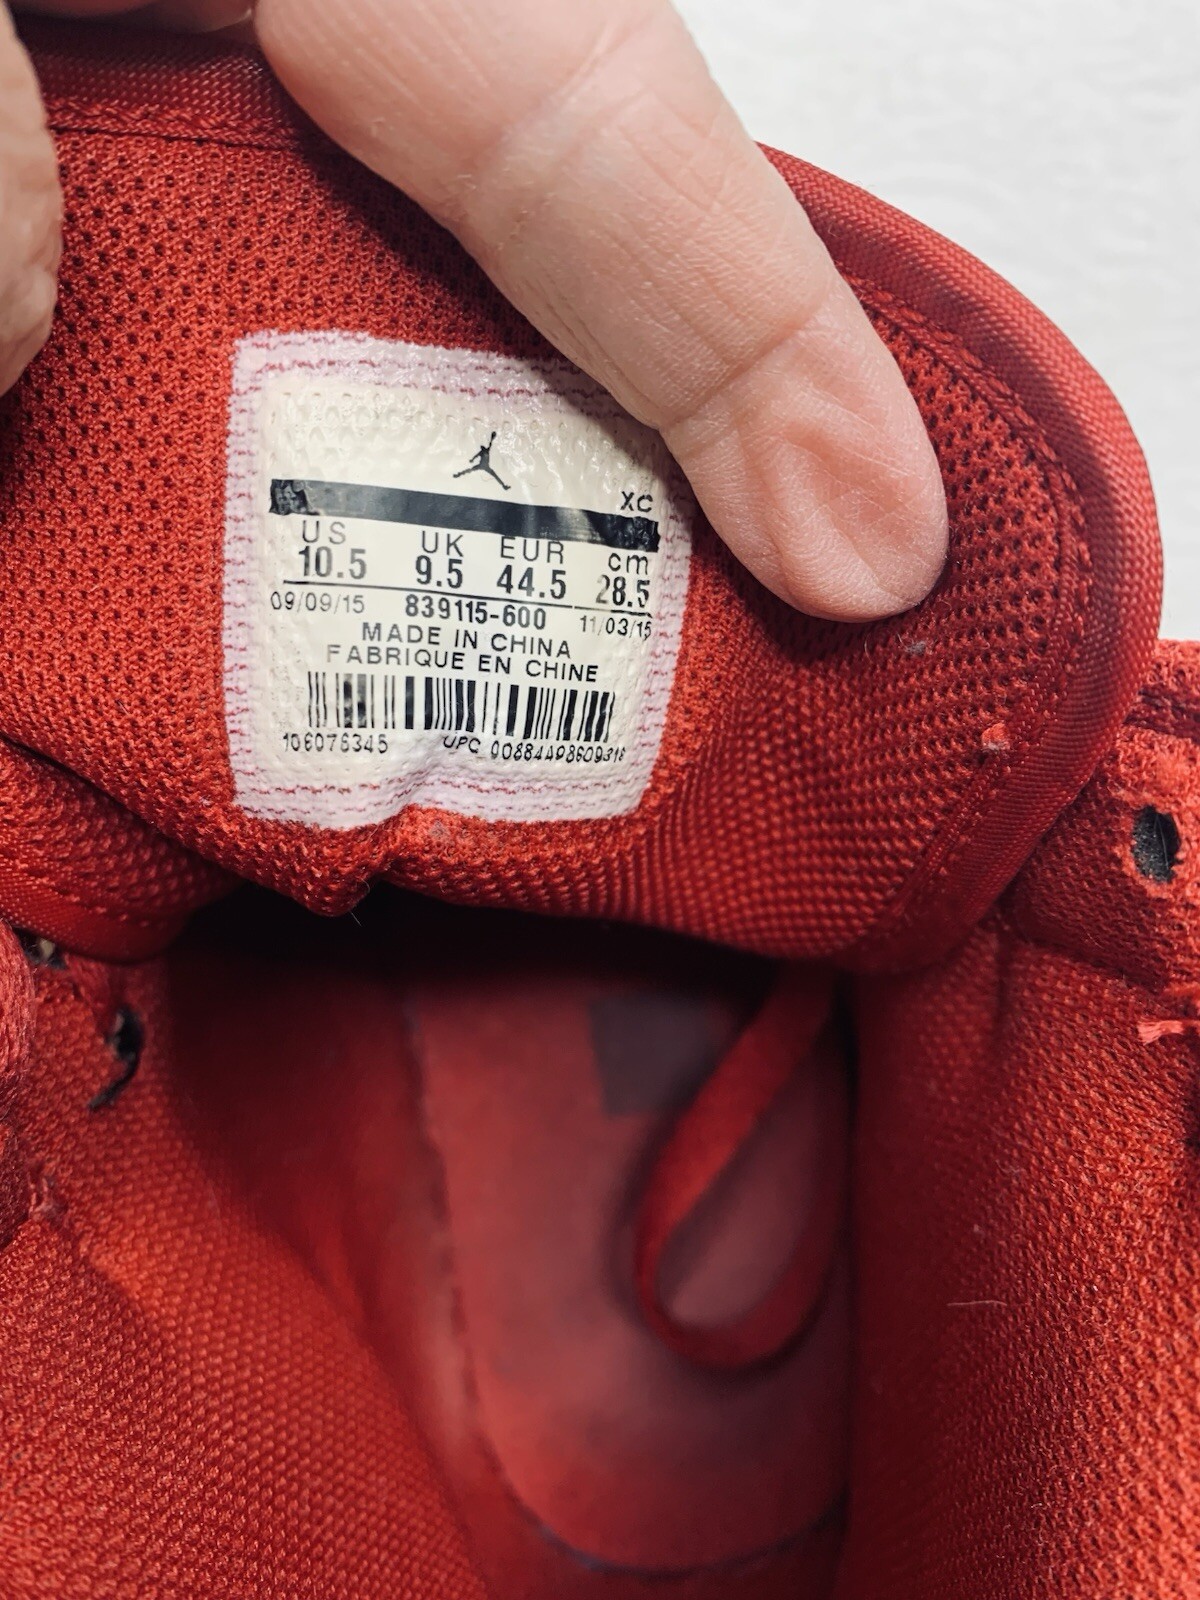 XC
US UK EUR cm
10.5 9.5 44.5 28.5
09/09/15 839115-600 11/03/15
MADE IN CHINA
FABRIQUE EN CHINE
106076345 UPC 00884498609318